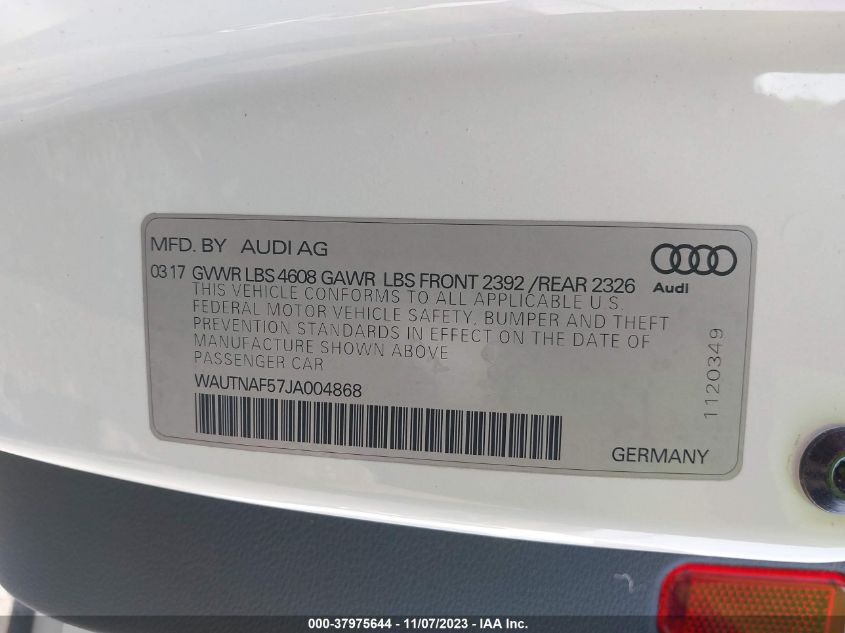 MFD. BY AUDI AG
03 17 GVWR LBS 4608 GAWR LBS FRONT 2392 /REAR 2326
THIS VEHICLE CONFORMS TO ALL APPLICABLE U.S.
FEDERAL MOTOR VEHICLE SAFETY, BUMPER AND THEFT
PREVENTION STANDARDS IN EFFECT ON THE DATE OF
MANUFACTURE SHOWN ABOVE
PASSENGER CAR
WAUTNAF57JA004868
Audi
1120349
GERMANY
000-37975644 | 11/07/2023 - IAA Inc.